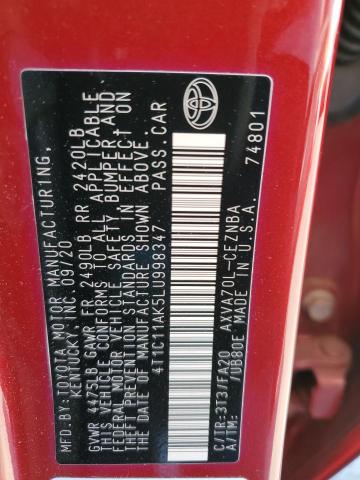 MFD.BY:TOYOTA MOTOR MANUFACTURING,
KENTUCKY, INC. 09/20
GVWR 4475LB GAWR FR 2490LB RR 2420LB
THIS VEHICLE CONFORMS TO ALL APPLICABLE
FEDERAL MOTOR VEHICLE SAFETY, BUMPER AND
THEFT PREVENTION STANDARDS IN EFFECT ON
THE DATE OF MANUFACTURE SHOWN ABOVE.
4T1C11AK5LU998347 PASS.CAR
C/TR:3T3/FA20 AXVA70L-CEZNBA
A/TM: /UB80E MADE IN U.S.A. 74801